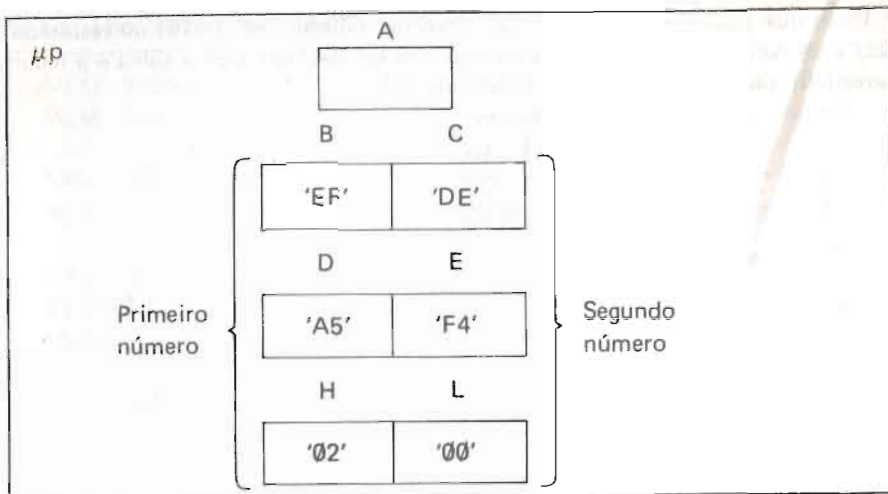 μp
A
B C
'EF' 'DE'
D E
Primeiro número
'A5' 'F4'
Segundo número
H L
'Ø2' 'ØØ'